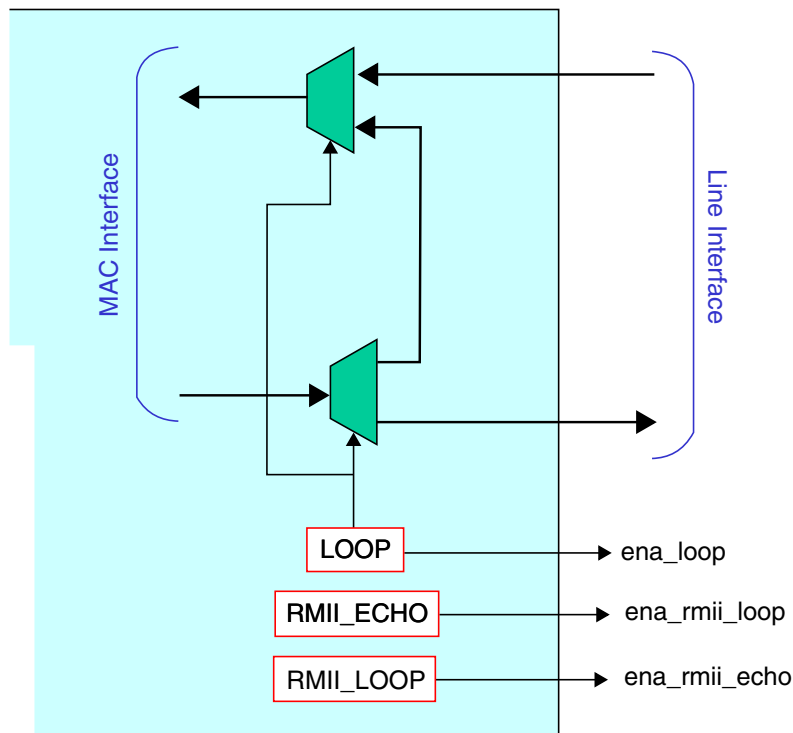 MAC Interface
Line Interface
LOOP
ena_loop
RMII_ECHO
ena_rmii_loop
RMII_LOOP
ena_rmii_echo